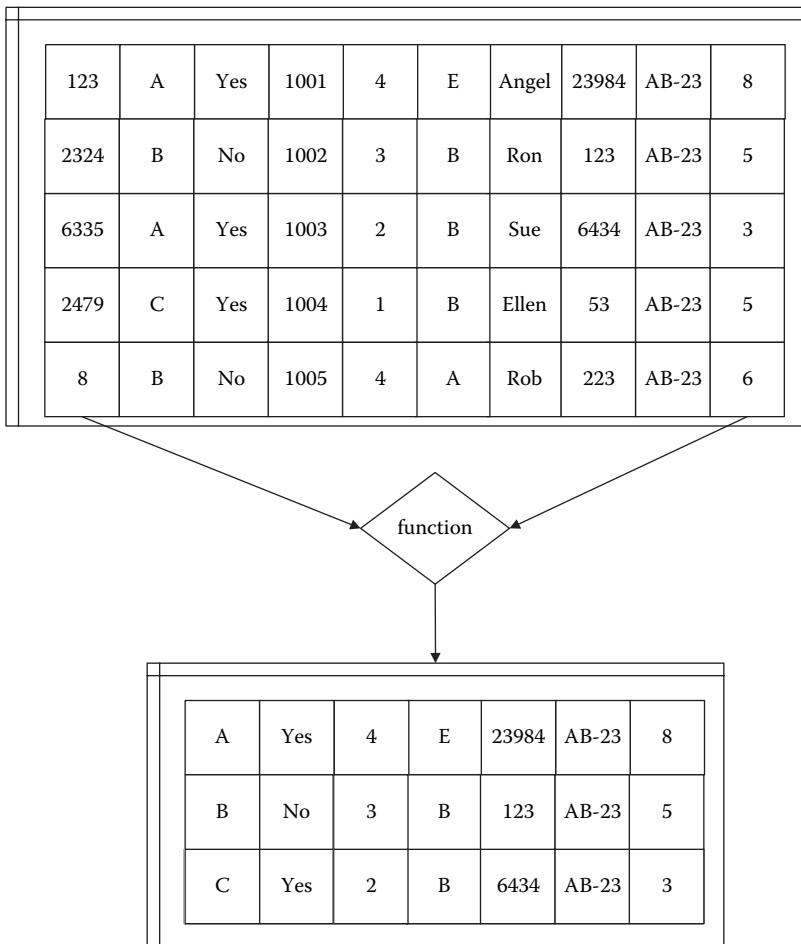 123 A Yes 1001 4 E Angel 23984 AB-23 8
2324 B No 1002 3 B Ron 123 AB-23 5
6335 A Yes 1003 2 B Sue 6434 AB-23 3
2479 C Yes 1004 1 B Ellen 53 AB-23 5
8 B No 1005 4 A Rob 223 AB-23 6
function
A Yes 4 E 23984 AB-23 8
B No 3 B 123 AB-23 5
C Yes 2 B 6434 AB-23 3